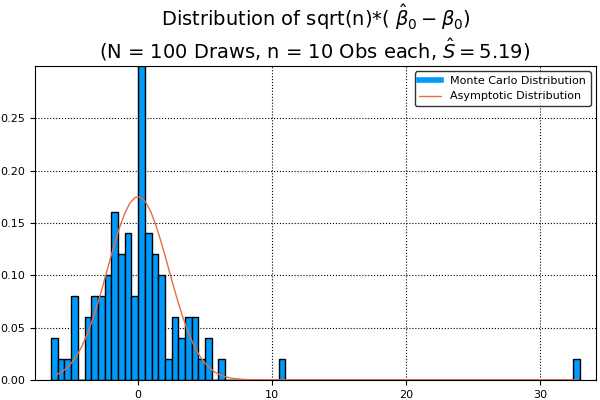 Distribution of sqrt(n)*( β̂₀ − β₀)
(N = 100 Draws, n = 10 Obs each, Ŝ = 5.19)
Monte Carlo Distribution
Asymptotic Distribution
0.25
0.20
0.15
0.10
0.05
0.00
0 10 20 30